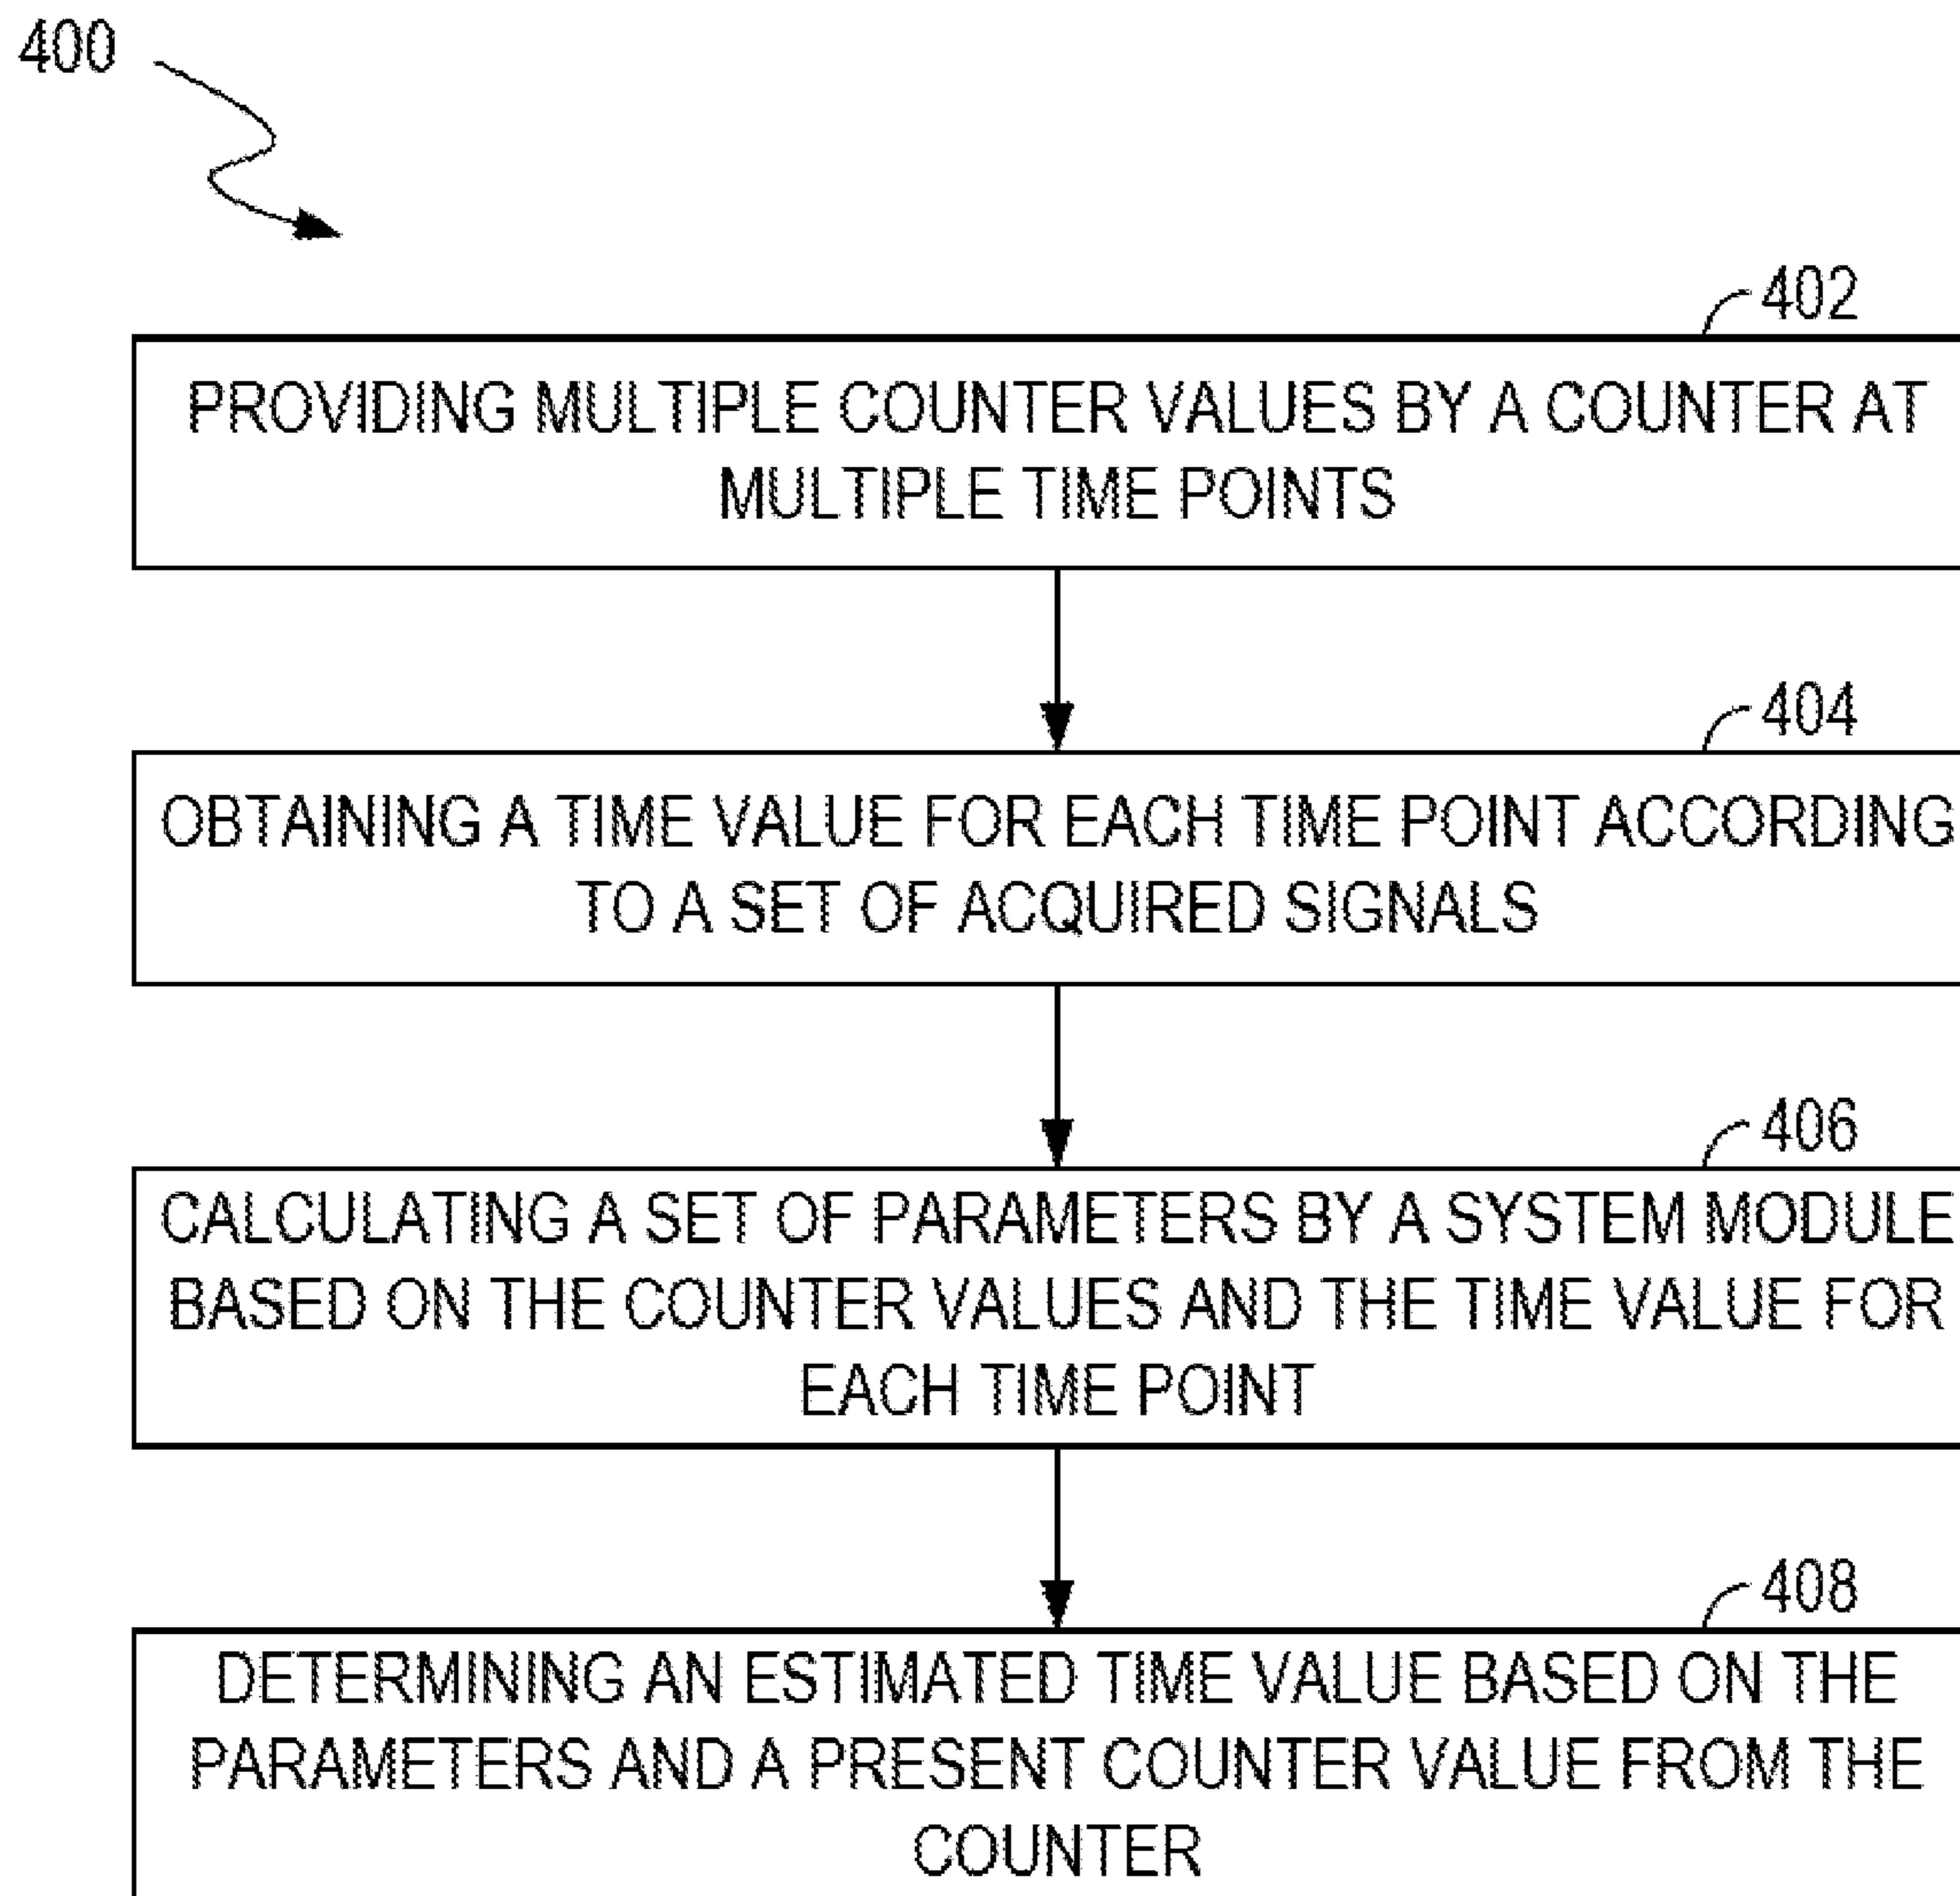 400
402
PROVIDING MULTIPLE COUNTER VALUES BY A COUNTER AT
MULTIPLE TIME POINTS
404
OBTAINING A TIME VALUE FOR EACH TIME POINT ACCORDING
TO A SET OF ACQUIRED SIGNALS
406
CALCULATING A SET OF PARAMETERS BY A SYSTEM MODULE
BASED ON THE COUNTER VALUES AND THE TIME VALUE FOR
EACH TIME POINT
408
DETERMINING AN ESTIMATED TIME VALUE BASED ON THE
PARAMETERS AND A PRESENT COUNTER VALUE FROM THE
COUNTER